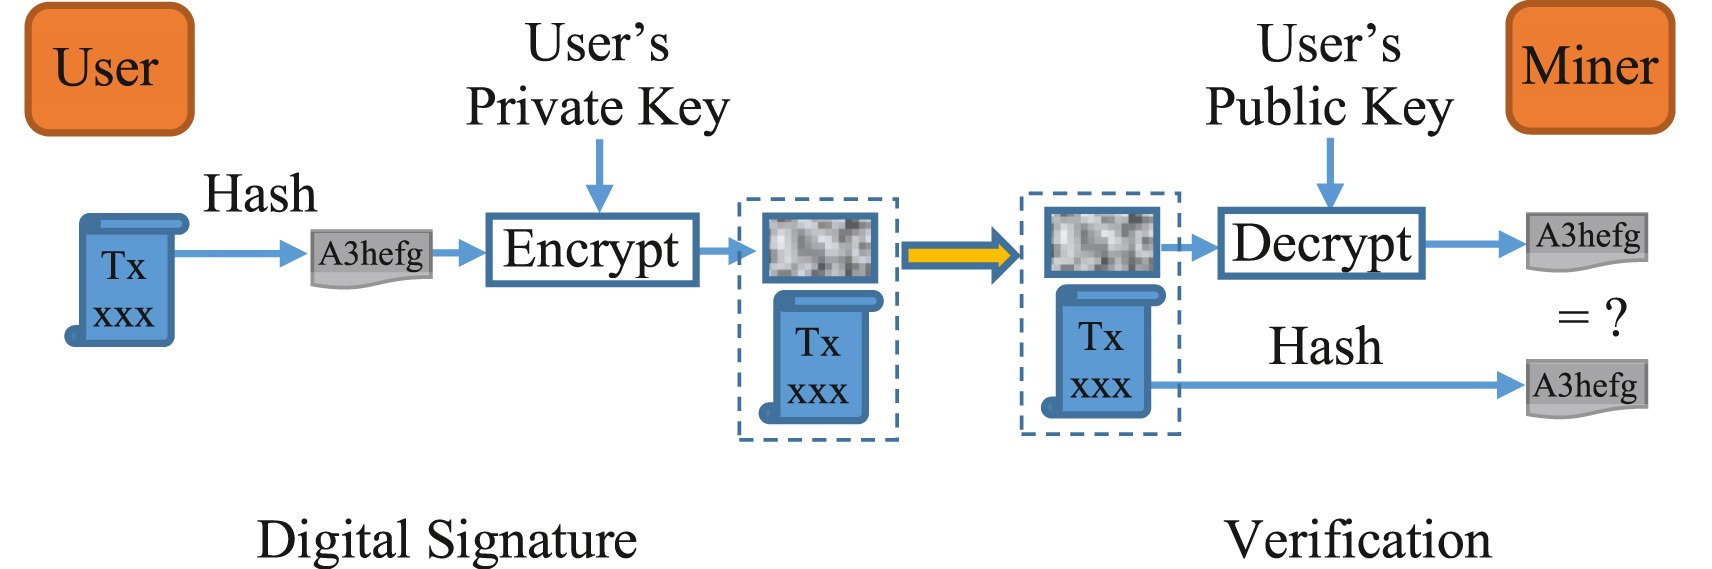 User
User’s
Private Key
User’s
Public Key
Miner
Hash
Tx
xxx
A3hefg
Encrypt
Tx
xxx
Tx
xxx
Decrypt
A3hefg
= ?
Hash
A3hefg
Digital Signature
Verification